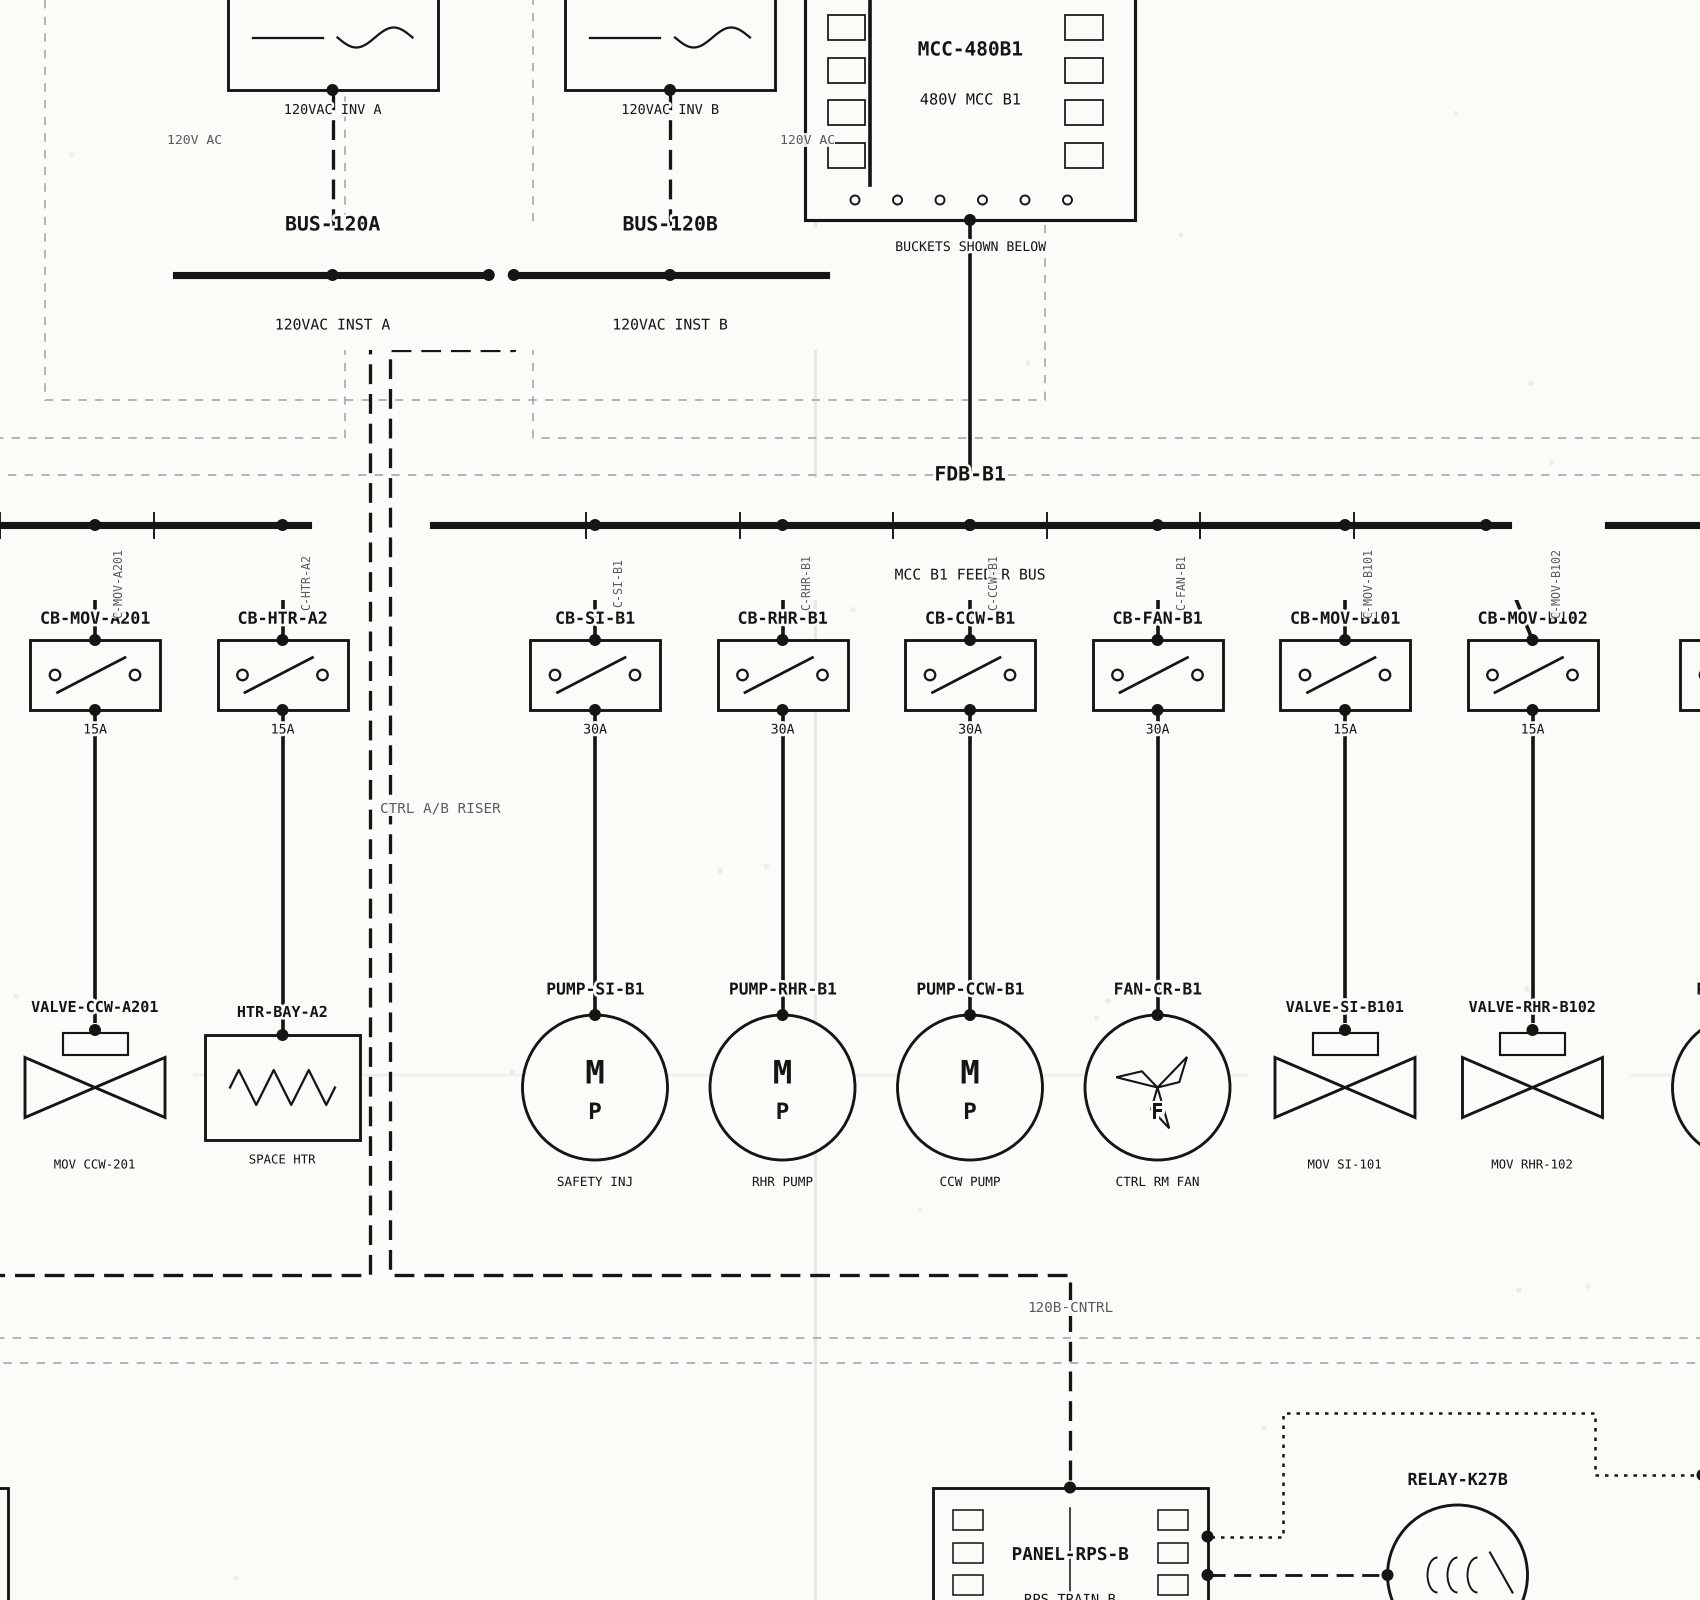 MCC-480B1
480V MCC B1
120VAC INV A
120VAC INV B
120V AC
120V AC
BUS-120A
BUS-120B
BUCKETS SHOWN BELOW
120VAC INST A
120VAC INST B
FDB-B1
MCC B1 FEEDER BUS
C-MOV-A201
C-HTR-A2
C-SI-B1
C-RHR-B1
C-CCW-B1
C-FAN-B1
C-MOV-B101
C-MOV-B102
CB-MOV-A201
CB-HTR-A2
CB-SI-B1
CB-RHR-B1
CB-CCW-B1
CB-FAN-B1
CB-MOV-B101
CB-MOV-B102
15A
15A
30A
30A
30A
30A
15A
15A
CTRL A/B RISER
VALVE-CCW-A201
HTR-BAY-A2
PUMP-SI-B1
PUMP-RHR-B1
PUMP-CCW-B1
FAN-CR-B1
VALVE-SI-B101
VALVE-RHR-B102
M
P
M
P
M
P
F
MOV CCW-201
SPACE HTR
SAFETY INJ
RHR PUMP
CCW PUMP
CTRL RM FAN
MOV SI-101
MOV RHR-102
120B-CNTRL
RELAY-K27B
PANEL-RPS-B
RPS TRAIN B